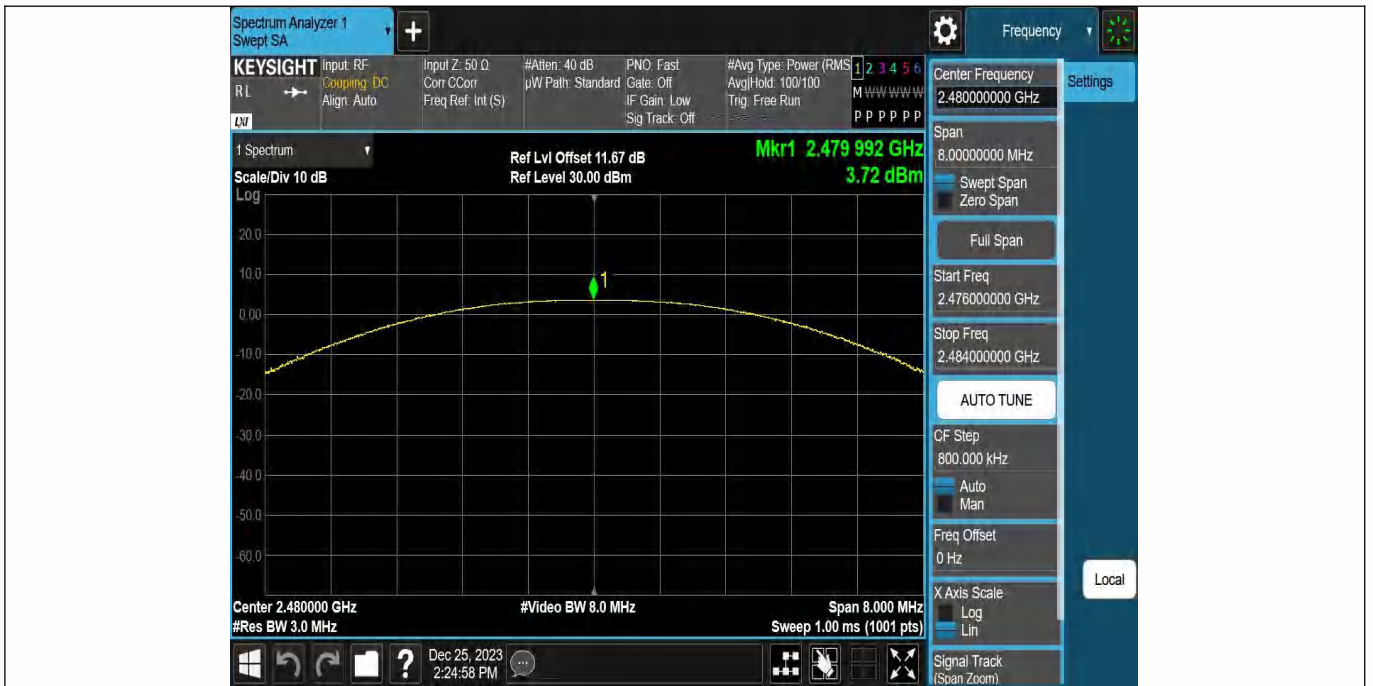 Spectrum Analyzer 1
Swept SA
+
Frequency
KEYSIGHT
RL
LXI
Input: RF
Coupling: DC
Align: Auto
Input Z: 50 Ω
Corr CCorr
Freq Ref: Int (S)
#Atten: 40 dB
µW Path: Standard
PNO: Fast
Gate: Off
IF Gain: Low
Sig Track: Off
#Avg Type: Power (RMS
Avg|Hold: 100/100
Trig: Free Run
1 2 3 4 5 6
M W W W W W
P P P P P P
1 Spectrum
Scale/Div 10 dB
Ref Lvl Offset 11.67 dB
Ref Level 30.00 dBm
Mkr1 2.479 992 GHz
3.72 dBm
Log
20.0
10.0
0.00
-10.0
-20.0
-30.0
-40.0
-50.0
-60.0
1
Center 2.480000 GHz
#Res BW 3.0 MHz
#Video BW 8.0 MHz
Span 8.000 MHz
Sweep 1.00 ms (1001 pts)
Center Frequency
2.480000000 GHz
Settings
Span
8.00000000 MHz
Swept Span
Zero Span
Full Span
Start Freq
2.476000000 GHz
Stop Freq
2.484000000 GHz
AUTO TUNE
CF Step
800.000 kHz
Auto
Man
Freq Offset
0 Hz
X Axis Scale
Log
Lin
Signal Track
(Span Zoom)
Local
?
Dec 25, 2023
2:24:58 PM